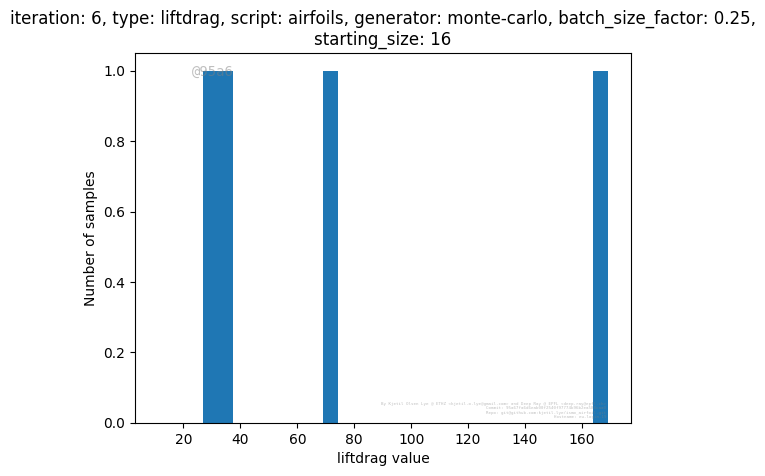 iteration: 6, type: liftdrag, script: airfoils, generator: monte-carlo, batch_size_factor: 0.25,
starting_size: 16
@95a6
1.0
0.8
0.6
0.4
0.2
0.0
Number of samples
20 40 60 80 100 120 140 160
liftdrag value